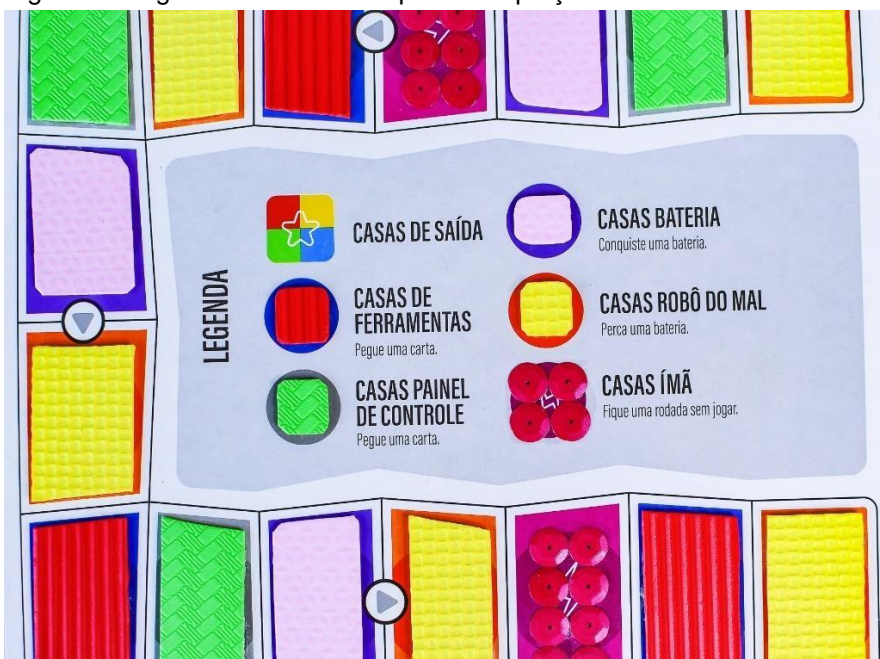 LEGENDA
CASAS DE SAÍDA
CASAS DE
FERRAMENTAS
Pegue uma carta.
CASAS PAINEL
DE CONTROLE
Pegue uma carta.
CASAS BATERIA
Conquiste uma bateria.
CASAS ROBÔ DO MAL
Perca uma bateria.
CASAS ÍMÃ
Fique uma rodada sem jogar.